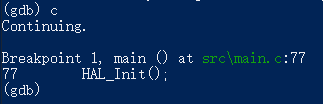 (gdb) c
Continuing.
Breakpoint 1, main () at src\main.c:77
77        HAL_Init();
(gdb)